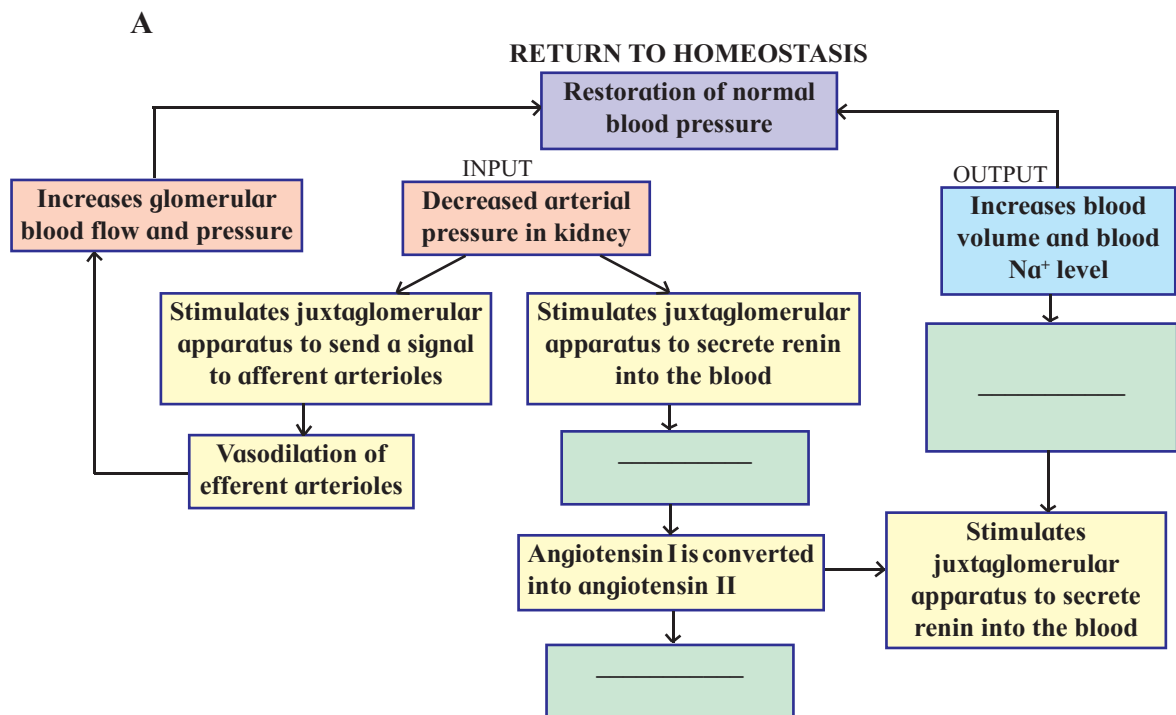 A
RETURN TO HOMEOSTASIS
Restoration of normal
blood pressure
INPUT
OUTPUT
Increases glomerular
blood flow and pressure
Decreased arterial
pressure in kidney
Increases blood
volume and blood
Na⁺ level
Stimulates juxtaglomerular
apparatus to send a signal
to afferent arterioles
Stimulates juxtaglomerular
apparatus to secrete renin
into the blood
Vasodilation of
efferent arterioles
Angiotensin I is converted
into angiotensin II
Stimulates
juxtaglomerular
apparatus to secrete
renin into the blood